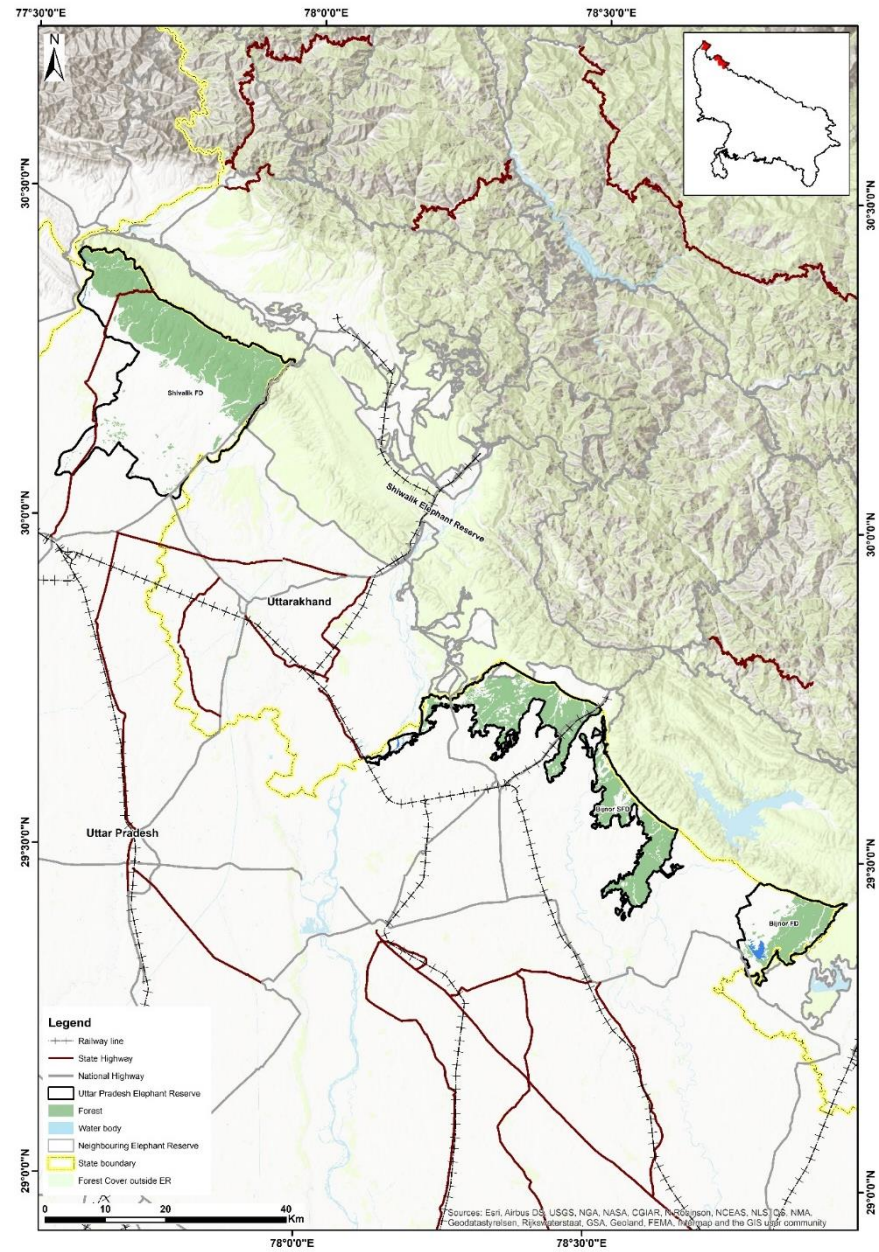 77°30'0"E
78°0'0"E
78°30'0"E
N
30°30'0"N
30°30'0"N
Shivalik FD
Shiwalik Elephant Reserve
30°0'0"N
30°0'0"N
Uttarakhand
Bijnor SFD
Uttar Pradesh
29°30'0"N
29°30'0"N
Bijnor FD
Legend
Railway line
State Highway
National Highway
Uttar Pradesh Elephant Reserve
Forest
Water body
Neighbouring Elephant Reserve
State boundary
Forest Cover outside ER
29°0'0"N
29°0'0"N
0 10 20 40
Km
Sources: Esri, Airbus DS, USGS, NGA, NASA, CGIAR, N Robinson, NCEAS, NLS, OS, NMA,
Geodatastyrelsen, Rijkswaterstaat, GSA, Geoland, FEMA, Intermap and the GIS user community
78°0'0"E
78°30'0"E